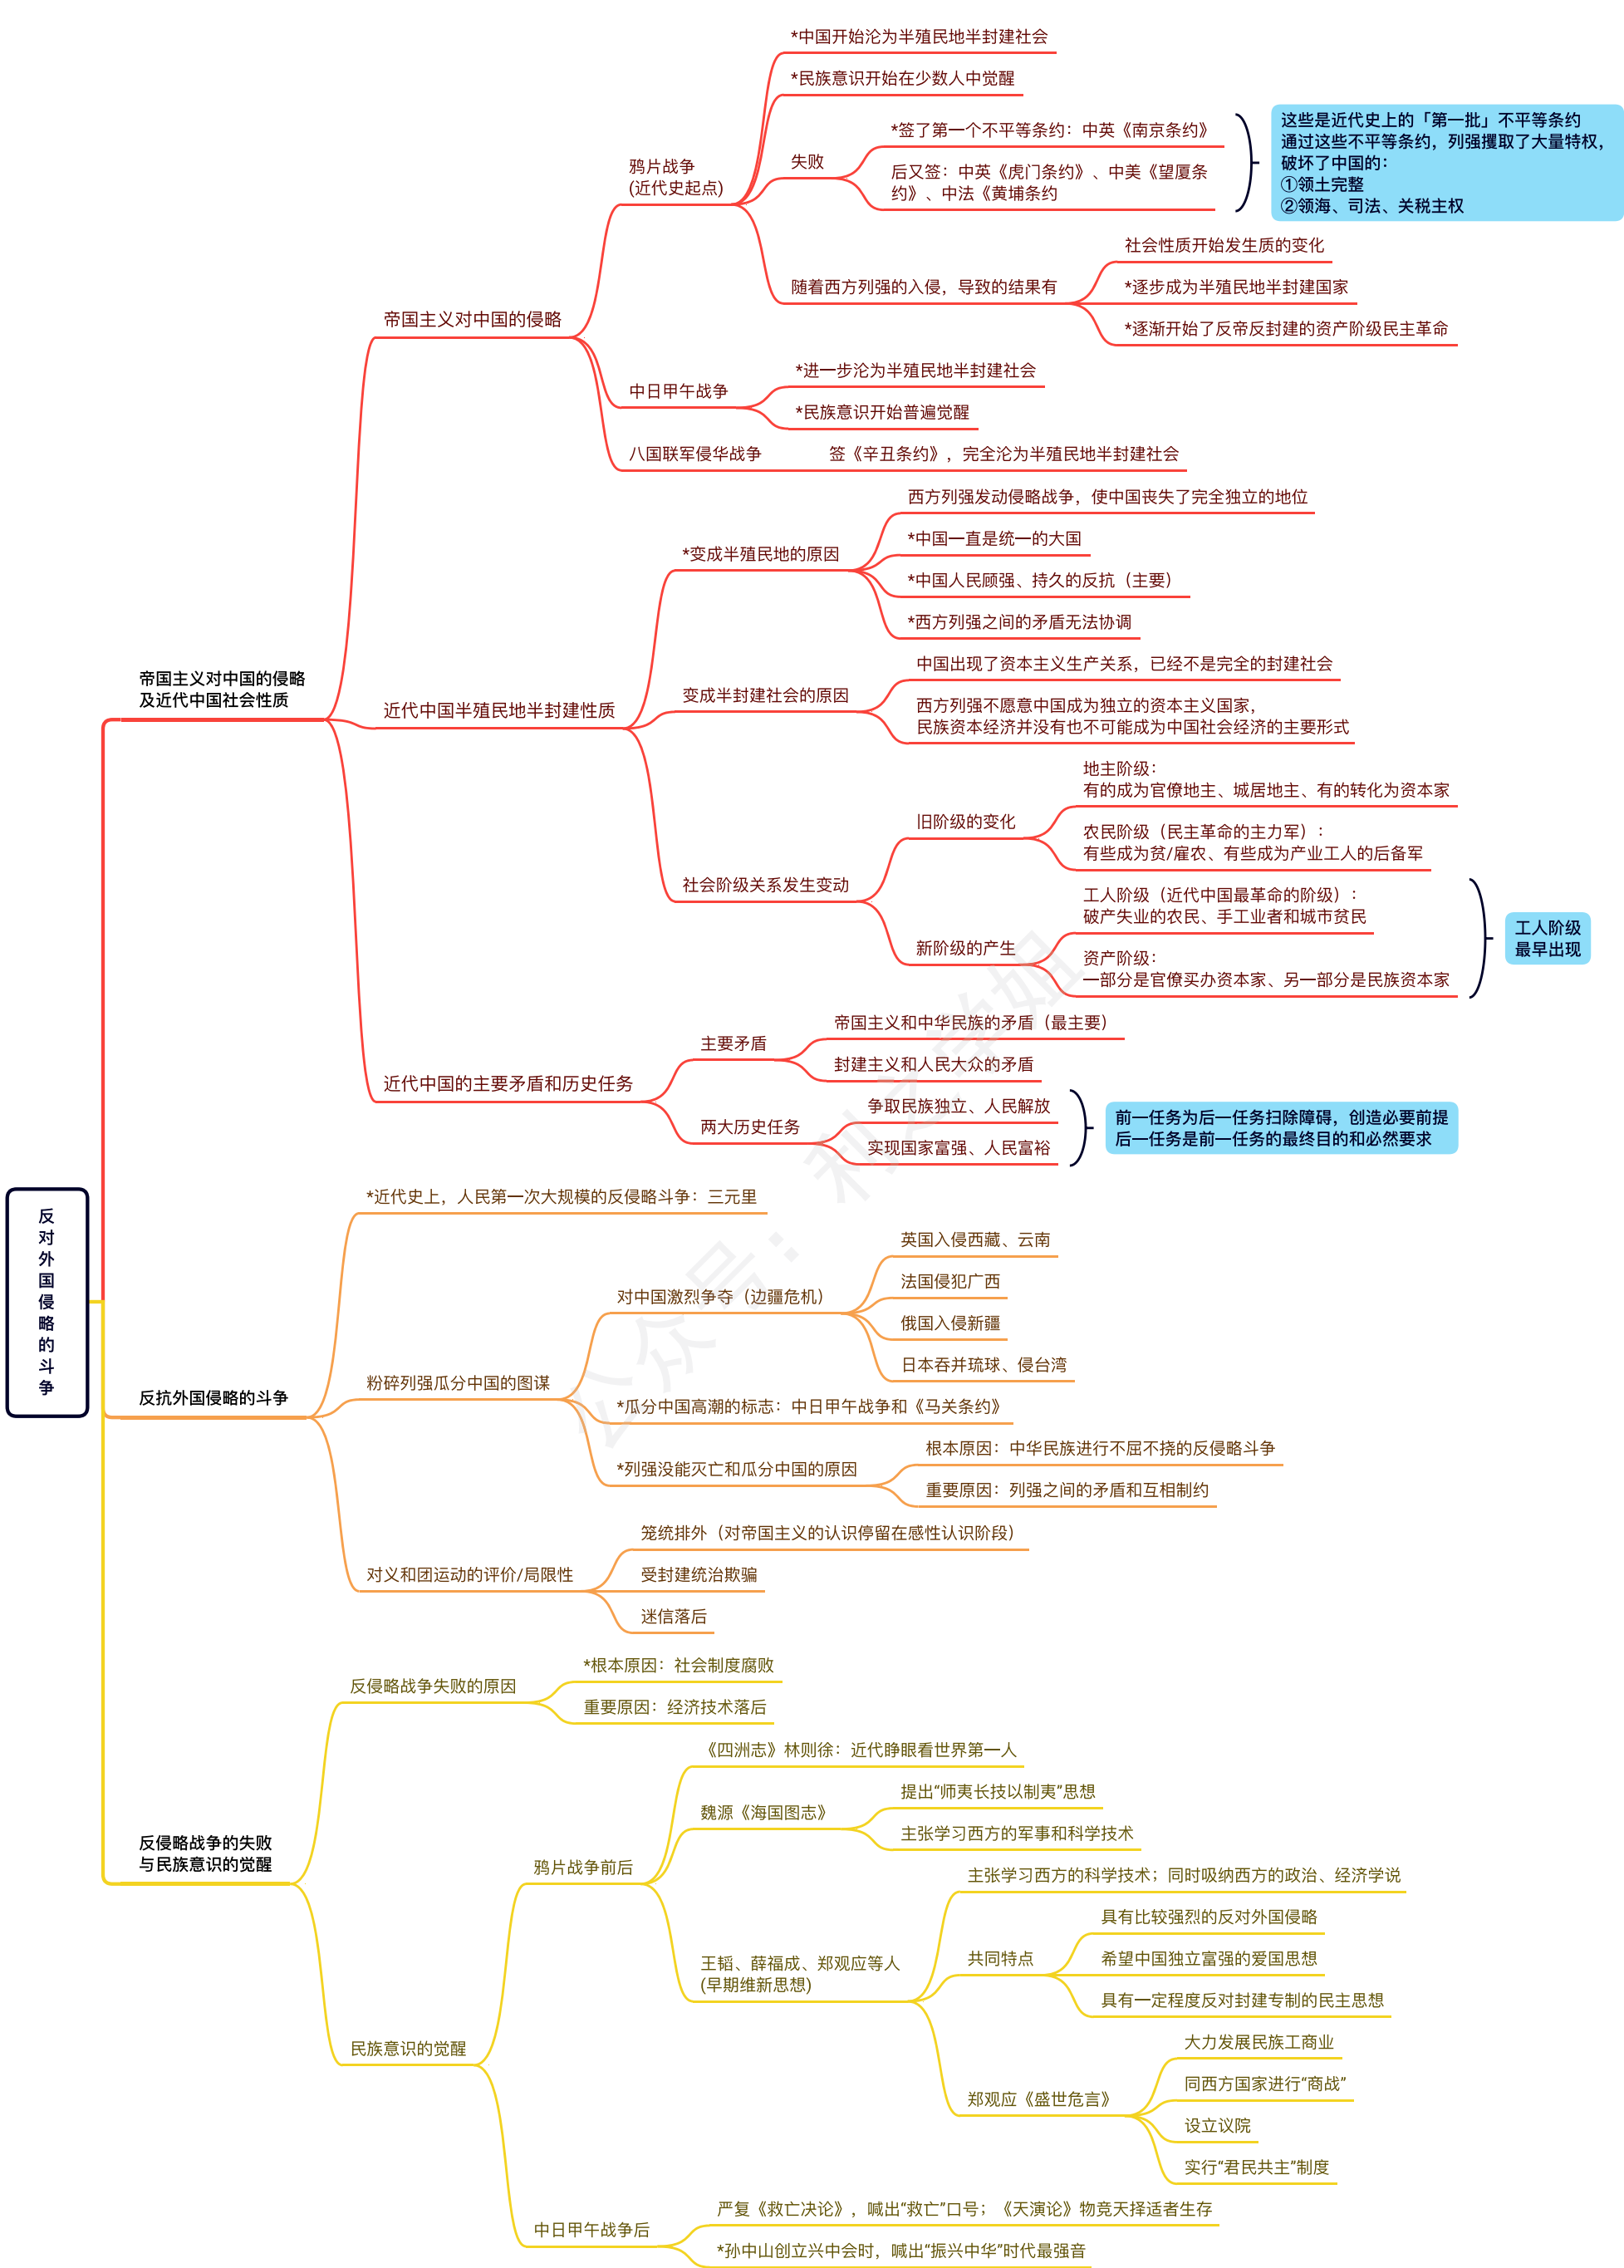 反对外国侵略的斗争
帝国主义对中国的侵略
及近代中国社会性质
帝国主义对中国的侵略
鸦片战争
(近代史起点)
*中国开始沦为半殖民地半封建社会
*民族意识开始在少数人中觉醒
失败
*签了第一个不平等条约：中英《南京条约》
后又签：中英《虎门条约》、中美《望厦条
约》、中法《黄埔条约
这些是近代史上的「第一批」不平等条约
通过这些不平等条约，列强攫取了大量特权，
破坏了中国的：
①领土完整
②领海、司法、关税主权
随着西方列强的入侵，导致的结果有
社会性质开始发生质的变化
*逐步成为半殖民地半封建国家
*逐渐开始了反帝反封建的资产阶级民主革命
中日甲午战争
*进一步沦为半殖民地半封建社会
*民族意识开始普遍觉醒
八国联军侵华战争
签《辛丑条约》，完全沦为半殖民地半封建社会
近代中国半殖民地半封建性质
*变成半殖民地的原因
西方列强发动侵略战争，使中国丧失了完全独立的地位
*中国一直是统一的大国
*中国人民顾强、持久的反抗（主要）
*西方列强之间的矛盾无法协调
变成半封建社会的原因
中国出现了资本主义生产关系，已经不是完全的封建社会
西方列强不愿意中国成为独立的资本主义国家，
民族资本经济并没有也不可能成为中国社会经济的主要形式
社会阶级关系发生变动
旧阶级的变化
地主阶级：
有的成为官僚地主、城居地主、有的转化为资本家
农民阶级（民主革命的主力军）：
有些成为贫/雇农、有些成为产业工人的后备军
新阶级的产生
工人阶级（近代中国最革命的阶级）：
破产失业的农民、手工业者和城市贫民
资产阶级：
一部分是官僚买办资本家、另一部分是民族资本家
工人阶级
最早出现
近代中国的主要矛盾和历史任务
主要矛盾
帝国主义和中华民族的矛盾（最主要）
封建主义和人民大众的矛盾
两大历史任务
争取民族独立、人民解放
实现国家富强、人民富裕
前一任务为后一任务扫除障碍，创造必要前提
后一任务是前一任务的最终目的和必然要求
反抗外国侵略的斗争
*近代史上，人民第一次大规模的反侵略斗争：三元里
粉碎列强瓜分中国的图谋
对中国激烈争夺（边疆危机）
英国入侵西藏、云南
法国侵犯广西
俄国入侵新疆
日本吞并琉球、侵台湾
*瓜分中国高潮的标志：中日甲午战争和《马关条约》
*列强没能灭亡和瓜分中国的原因
根本原因：中华民族进行不屈不挠的反侵略斗争
重要原因：列强之间的矛盾和互相制约
对义和团运动的评价/局限性
笼统排外（对帝国主义的认识停留在感性认识阶段）
受封建统治欺骗
迷信落后
反侵略战争的失败
与民族意识的觉醒
反侵略战争失败的原因
*根本原因：社会制度腐败
重要原因：经济技术落后
民族意识的觉醒
鸦片战争前后
《四洲志》林则徐：近代睁眼看世界第一人
魏源《海国图志》
提出“师夷长技以制夷“思想
主张学习西方的军事和科学技术
王韬、薛福成、郑观应等人
(早期维新思想)
主张学习西方的科学技术；同时吸纳西方的政治、经济学说
共同特点
具有比较强烈的反对外国侵略
希望中国独立富强的爱国思想
具有一定程度反对封建专制的民主思想
郑观应《盛世危言》
大力发展民族工商业
同西方国家进行“商战”
设立议院
实行“君民共主”制度
中日甲午战争后
严复《救亡决论》，喊出“救亡”口号；《天演论》物竞天择适者生存
*孙中山创立兴中会时，喊出“振兴中华”时代最强音
公众号：利之学姐